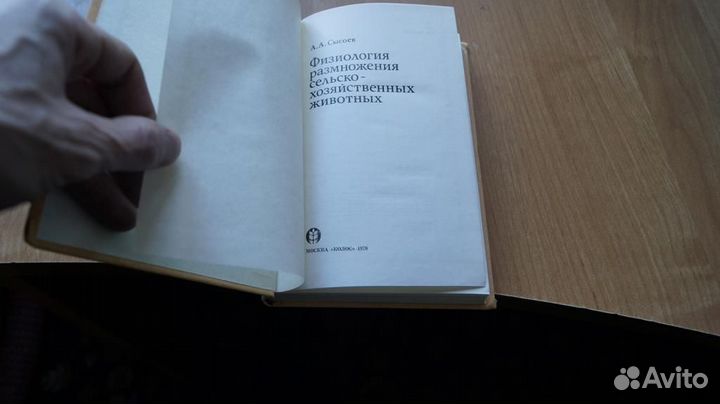 А. А. Сысоев
Физиология
размножения
сельско-
хозяйственных
животных
МОСКВА «КОЛОС» 1978
Avito